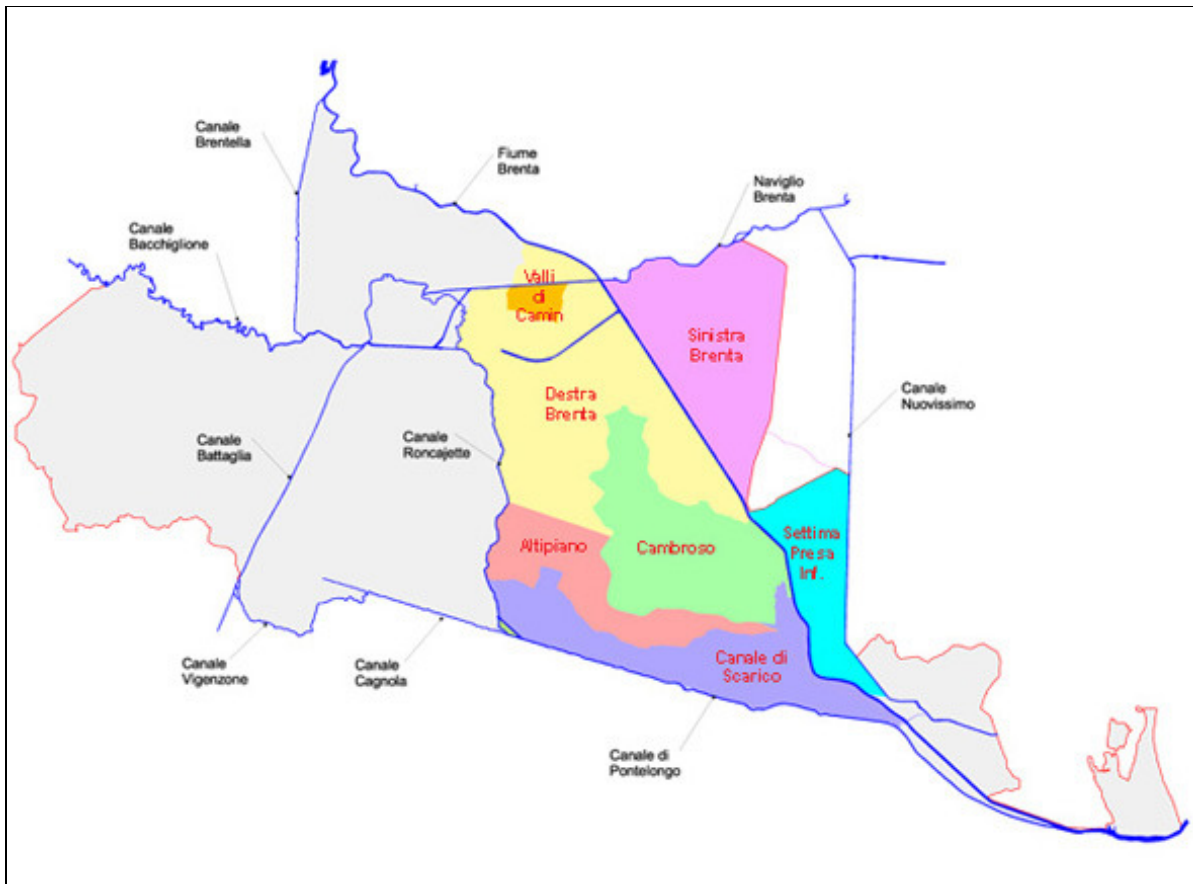 Canale
Brentella
Fiume
Brenta
Naviglio
Brenta
Canale
Bacchiglione
Valli
di
Camin
Sinistra
Brenta
Destra
Brenta
Canale
Nuovissimo
Canale
Battaglia
Canale
Roncajette
Altipiano
Cambroso
Settima
Presa
Inf.
Canale
Vigenzone
Canale
Cagnola
Canale di
Scarico
Canale di
Pontelongo